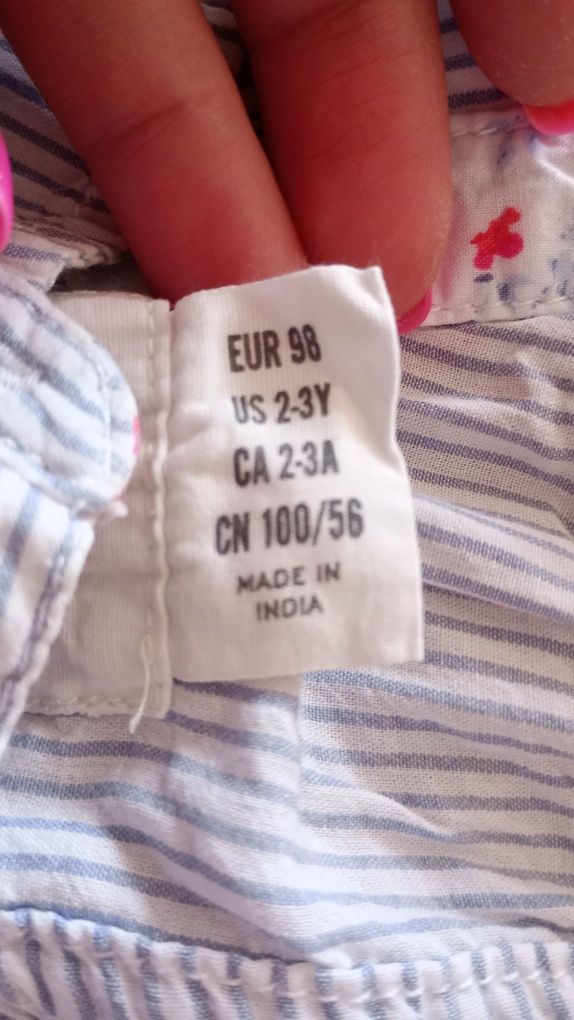 EUR 98
US 2-3Y
CA 2-3A
CN 100/56
MADE IN
INDIA